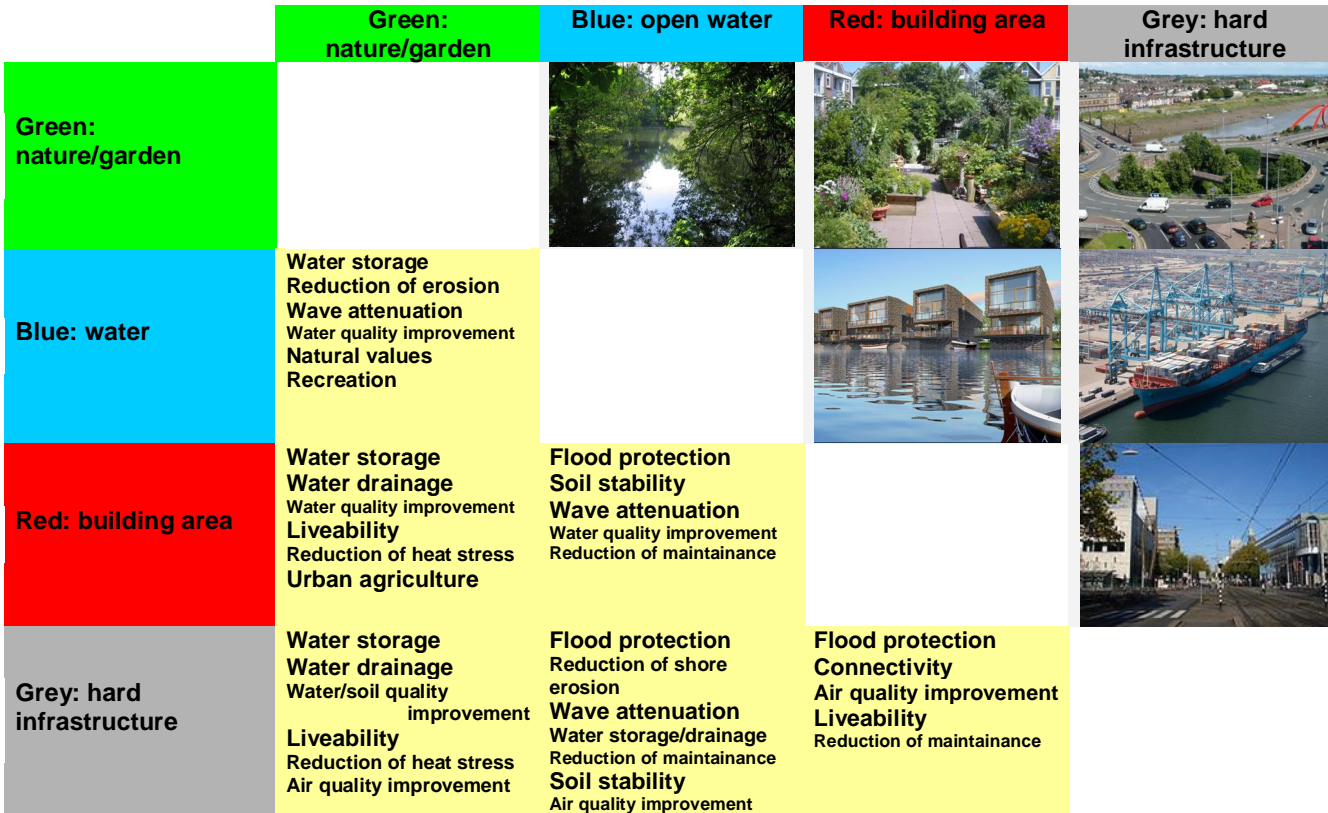 Green:
nature/garden
Blue: open water
Red: building area
Grey: hard
infrastructure
Green:
nature/garden
Blue: water
Water storage
Reduction of erosion
Wave attenuation
Water quality improvement
Natural values
Recreation
Red: building area
Water storage
Water drainage
Water quality improvement
Liveability
Reduction of heat stress
Urban agriculture
Flood protection
Soil stability
Wave attenuation
Water quality improvement
Reduction of maintainance
Grey: hard
infrastructure
Water storage
Water drainage
Water/soil quality
improvement
Liveability
Reduction of heat stress
Air quality improvement
Flood protection
Reduction of shore
erosion
Wave attenuation
Water storage/drainage
Reduction of maintainance
Soil stability
Air quality improvement
Flood protection
Connectivity
Air quality improvement
Liveability
Reduction of maintainance